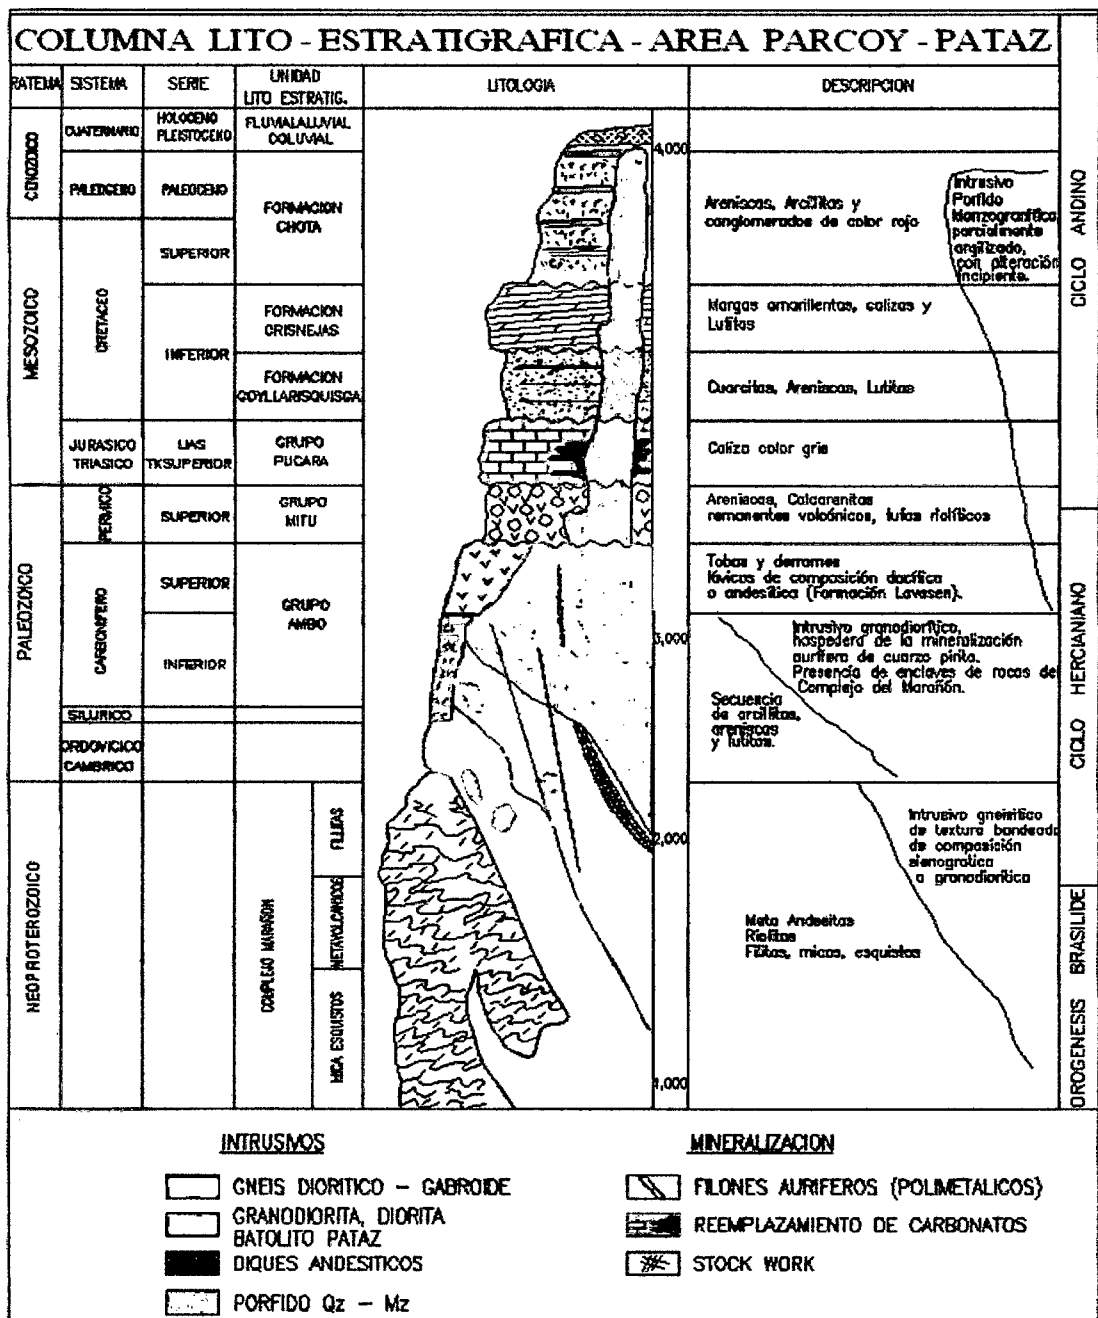 COLUMNA LITO - ESTRATIGRAFICA - AREA PARCOY - PATAZ
RATEMA SISTEMA SERIE UNIDAD LITO ESTRATIG. LITOLOGIA DESCRIPCION
CENOZOICO
CUATERNARIO
HOLOCENO
PLEISTOCENO
FLUVIALALLUVIAL
COLUVIAL
4,000
PALEOGENO
PALEOCENO
FORMACION
CHOTA
Areniscas, Arcillitas y
conglomerados de color rojo
Intrusivo
Porfido
Monzogranítico
parcialmente
argilizado,
con alteración
incipiente.
CICLO ANDINO
MESOZOICO
CRETACEO
SUPERIOR
INFERIOR
FORMACION
CRISNEJAS
Margas amarillentas, calizas y
Lutitas
FORMACION
GOYLLARISQUISGA
Cuarcitas, Areniscas, Lutitas
JURASICO
TRIASICO
LIAS
TKSUPERIOR
GRUPO
PUCARA
Caliza color gris
PALEOZOICO
PERMICO
SUPERIOR
GRUPO
MITU
Areniscas, Calcarenitas
remanentes volcánicos, tufas riolíticos
CARBONIFERO
SUPERIOR
INFERIOR
GRUPO
AMBO
Tobas y derrames
lávicos de composición dacítica
a andesítica (Formación Lavasen).
3,000
Intrusivo granodiorítico,
hospedera de la mineralización
aurífera de cuarzo pirita.
Presencia de enclaves de rocas del
Complejo del Marañón.
Secuencia
de arcillitas,
areniscas
y lutitas.
CICLO HERCIANIANO
SILURICO
ORDOVICICO
CAMBRICO
NEOPROTEROZOICO
COMPLEJO MARAÑON
FILITAS
METAVOLCANICOS
MICA ESQUISTOS
2,000
Intrusivo gneisítico
de textura bandeada
de composición
sienogratica
a granodiorítica
Meta Andesitas
Riolitas
Filitas, micas, esquistos
1,000
OROGENESIS BRASILIDE
INTRUSIVOS
GNEIS DIORITICO – GABROIDE
GRANODIORITA, DIORITA
BATOLITO PATAZ
DIQUES ANDESITICOS
PORFIDO Qz – Mz
MINERALIZACION
FILONES AURIFEROS (POLIMETALICOS)
REEMPLAZAMIENTO DE CARBONATOS
STOCK WORK